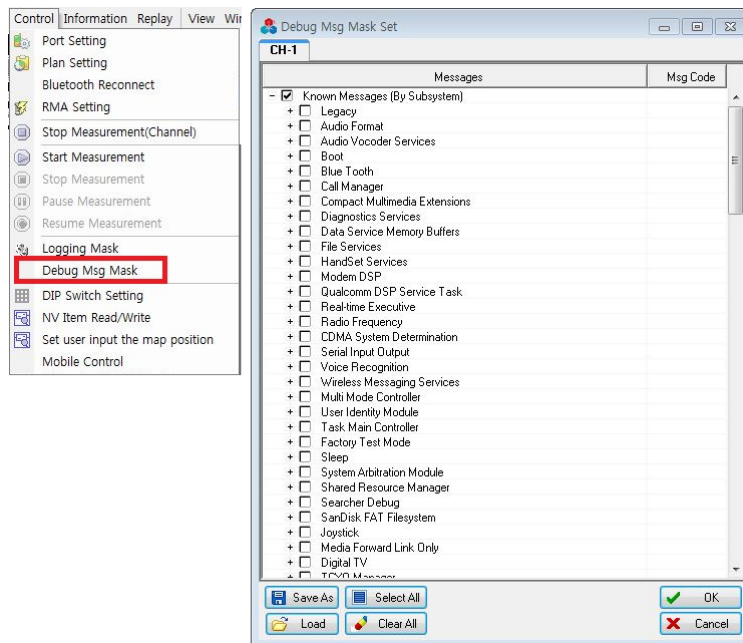 Control Information Replay View Wi
Port Setting
Plan Setting
Bluetooth Reconnect
RMA Setting
Stop Measurement(Channel)
Start Measurement
Stop Measurement
Pause Measurement
Resume Measurement
Logging Mask
Debug Msg Mask
DIP Switch Setting
NV Item Read/Write
Set user input the map position
Mobile Control
Debug Msg Mask Set
CH-1
Messages Msg Code
Known Messages (By Subsystem)
Legacy
Audio Format
Audio Vocoder Services
Boot
Blue Tooth
Call Manager
Compact Multimedia Extensions
Diagnostics Services
Data Service Memory Buffers
File Services
HandSet Services
Modem DSP
Qualcomm DSP Service Task
Real-time Executive
Radio Frequency
CDMA System Determination
Serial Input Output
Voice Recognition
Wireless Messaging Services
Multi Mode Controller
User Identity Module
Task Main Controller
Factory Test Mode
Sleep
System Arbitration Module
Shared Resource Manager
Searcher Debug
SanDisk FAT Filesystem
Joystick
Media Forward Link Only
Digital TV
TCXO Manager
Save As Select All OK
Load Clear All Cancel